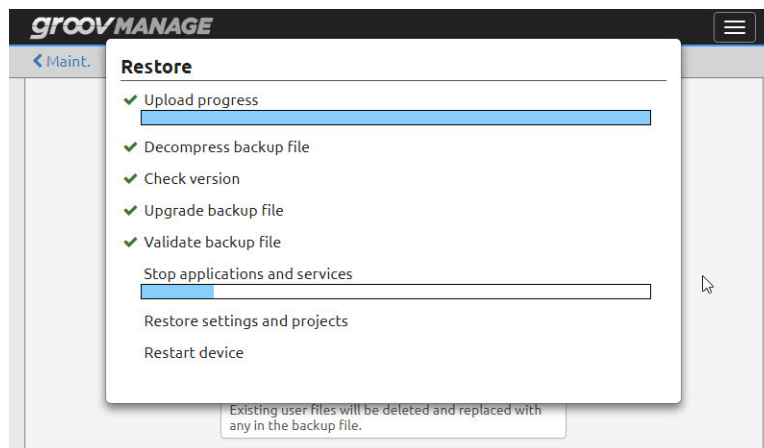 groovMANAGE
Maint.
Restore
Upload progress
Decompress backup file
Check version
Upgrade backup file
Validate backup file
Stop applications and services
Restore settings and projects
Restart device
Existing user files will be deleted and replaced with
any in the backup file.